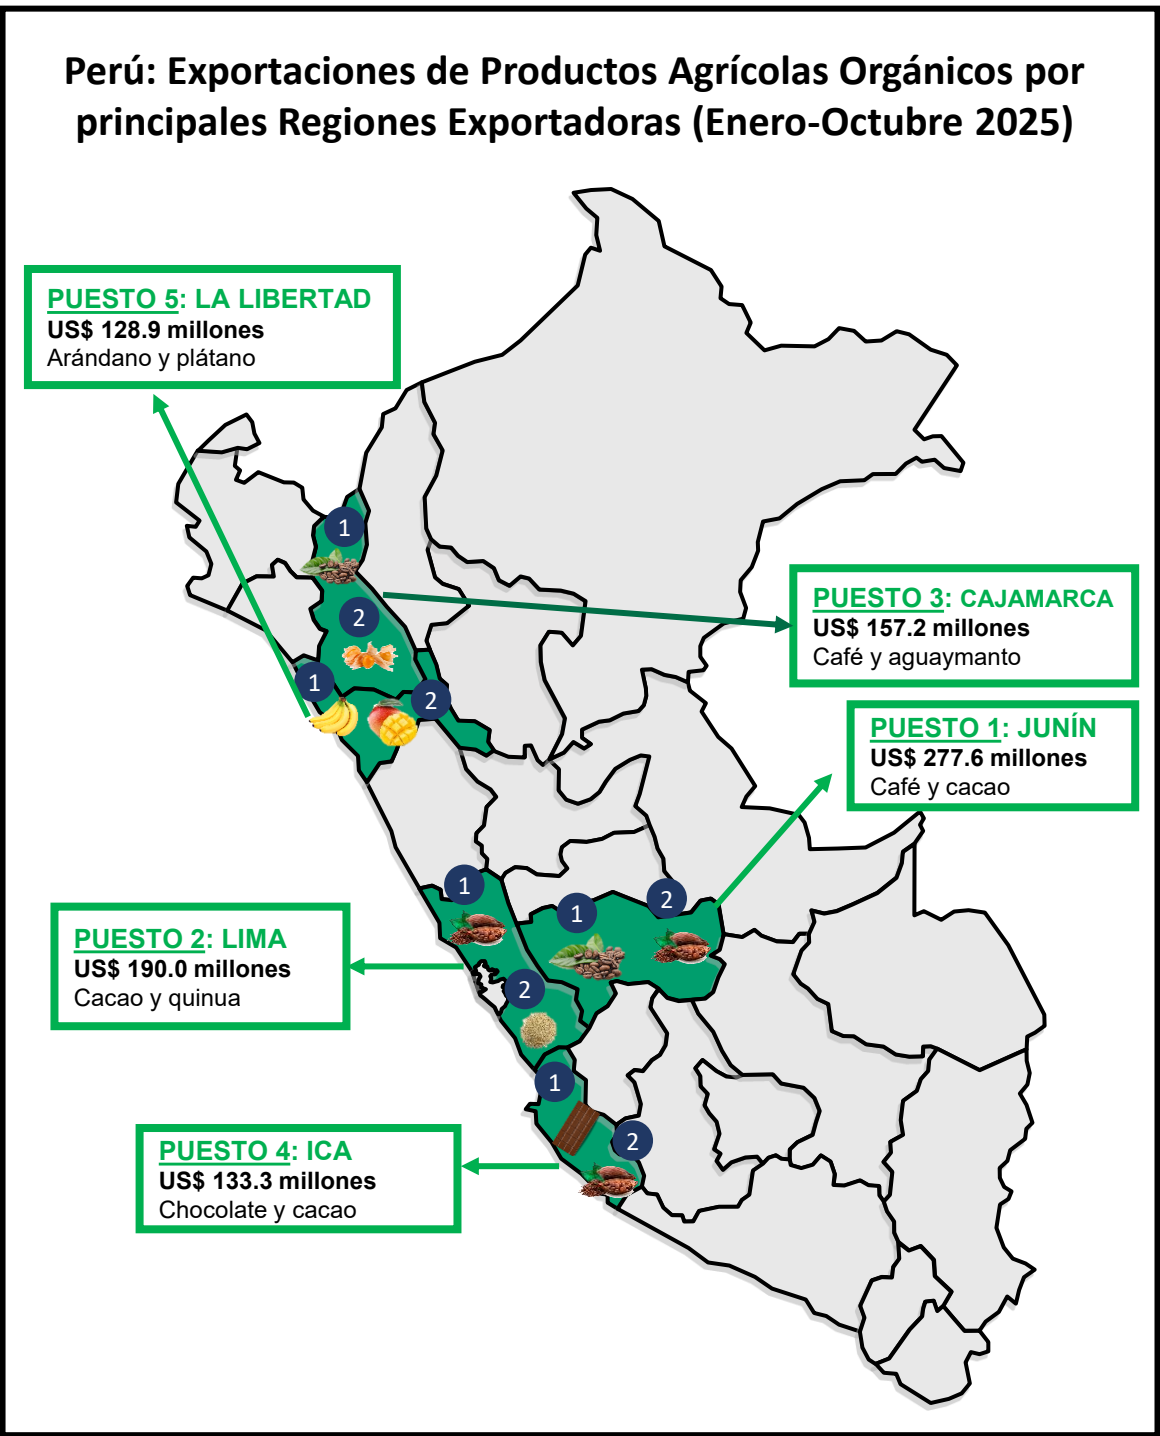 Perú: Exportaciones de Productos Agrícolas Orgánicos por
principales Regiones Exportadoras (Enero-Octubre 2025)
PUESTO 5: LA LIBERTAD
US$ 128.9 millones
Arándano y plátano
1
2
PUESTO 3: CAJAMARCA
US$ 157.2 millones
Café y aguaymanto
1
2
PUESTO 1: JUNÍN
US$ 277.6 millones
Café y cacao
1
2
1
2
PUESTO 2: LIMA
US$ 190.0 millones
Cacao y quinua
1
2
PUESTO 4: ICA
US$ 133.3 millones
Chocolate y cacao